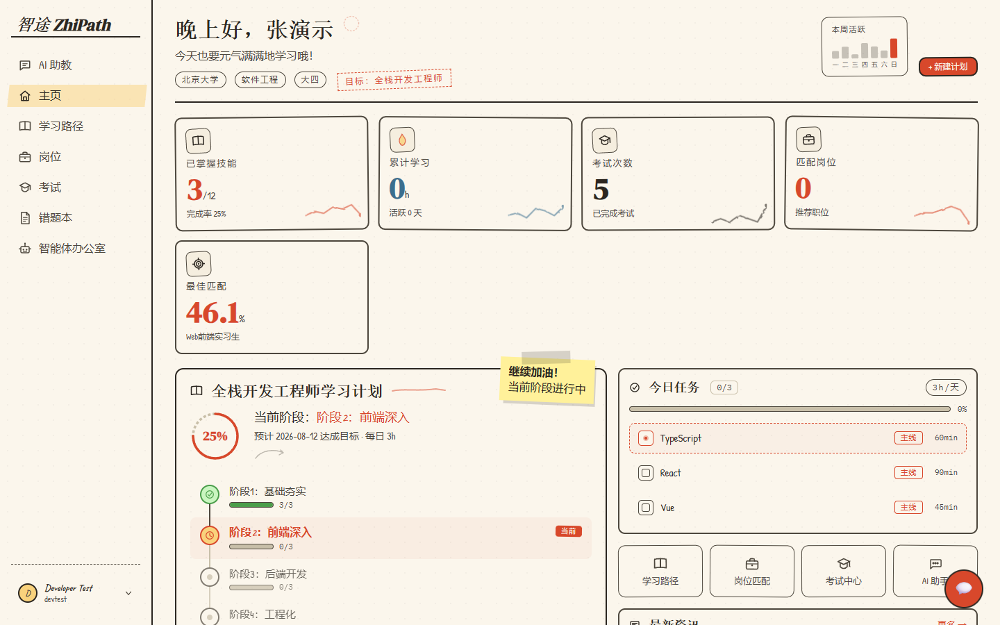 智途 ZhiPath
AI 助教
主页
学习路径
岗位
考试
错题本
智能体办公室
D
Developer Test
devtest
晚上好，张演示
今天也要元气满满地学习哦！
北京大学
软件工程
大四
目标：全栈开发工程师
本周活跃
一 二 三 四 五 六 日
+ 新建计划
已掌握技能
3/12
完成率 25%
累计学习
0h
活跃 0 天
考试次数
5
已完成考试
匹配岗位
0
推荐职位
最佳匹配
46.1%
Web前端实习生
全栈开发工程师学习计划
继续加油！
当前阶段进行中
25%
当前阶段：阶段2：前端深入
预计 2026-08-12 达成目标 · 每日 3h
阶段1：基础夯实
3/3
阶段2：前端深入
当前
0/3
阶段3：后端开发
0/3
阶段4：工程化
今日任务
0/3
3h/天
0%
TypeScript
主线
60min
React
主线
90min
Vue
主线
45min
学习路径
岗位匹配
考试中心
AI 助手
最新资讯
更多 →